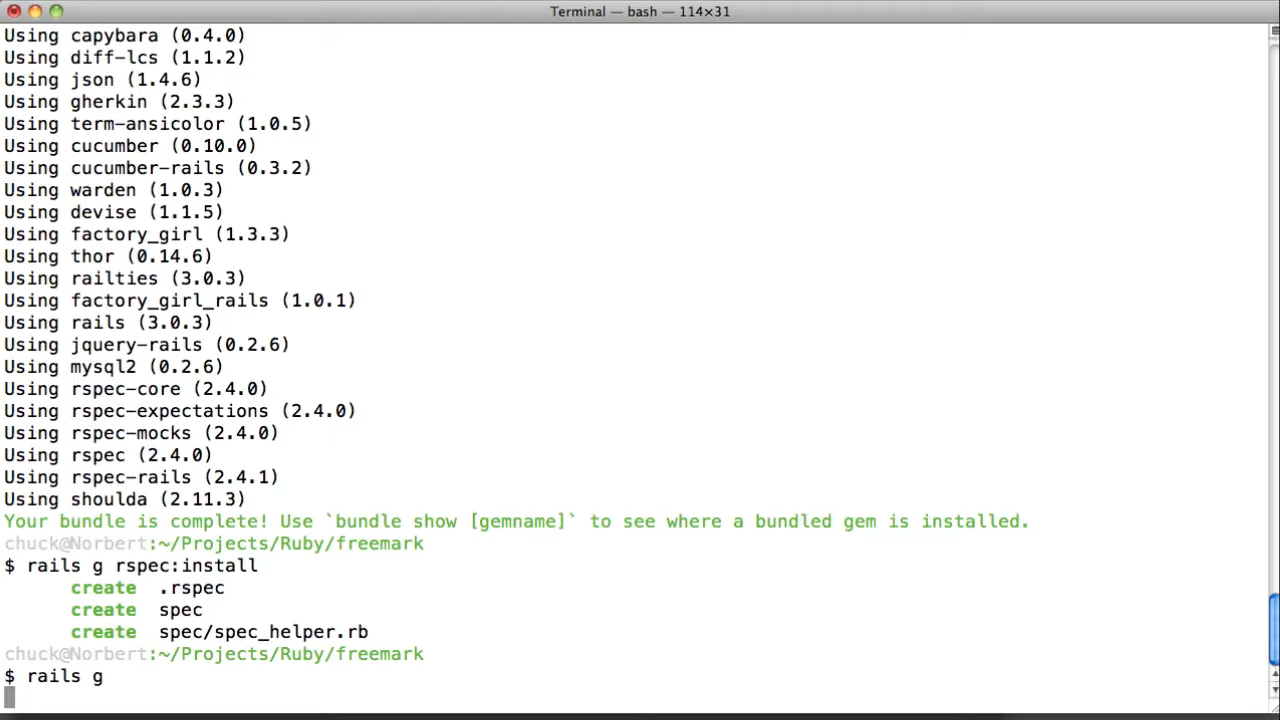 Terminal — bash — 114×31
Using capybara (0.4.0)
Using diff-lcs (1.1.2)
Using json (1.4.6)
Using gherkin (2.3.3)
Using term-ansicolor (1.0.5)
Using cucumber (0.10.0)
Using cucumber-rails (0.3.2)
Using warden (1.0.3)
Using devise (1.1.5)
Using factory_girl (1.3.3)
Using thor (0.14.6)
Using railties (3.0.3)
Using factory_girl_rails (1.0.1)
Using rails (3.0.3)
Using jquery-rails (0.2.6)
Using mysql2 (0.2.6)
Using rspec-core (2.4.0)
Using rspec-expectations (2.4.0)
Using rspec-mocks (2.4.0)
Using rspec (2.4.0)
Using rspec-rails (2.4.1)
Using shoulda (2.11.3)
Your bundle is complete! Use `bundle show [gemname]` to see where a bundled gem is installed.
chuck@Norbert:~/Projects/Ruby/freemark
$ rails g rspec:install
create .rspec
create spec
create spec/spec_helper.rb
chuck@Norbert:~/Projects/Ruby/freemark
$ rails g